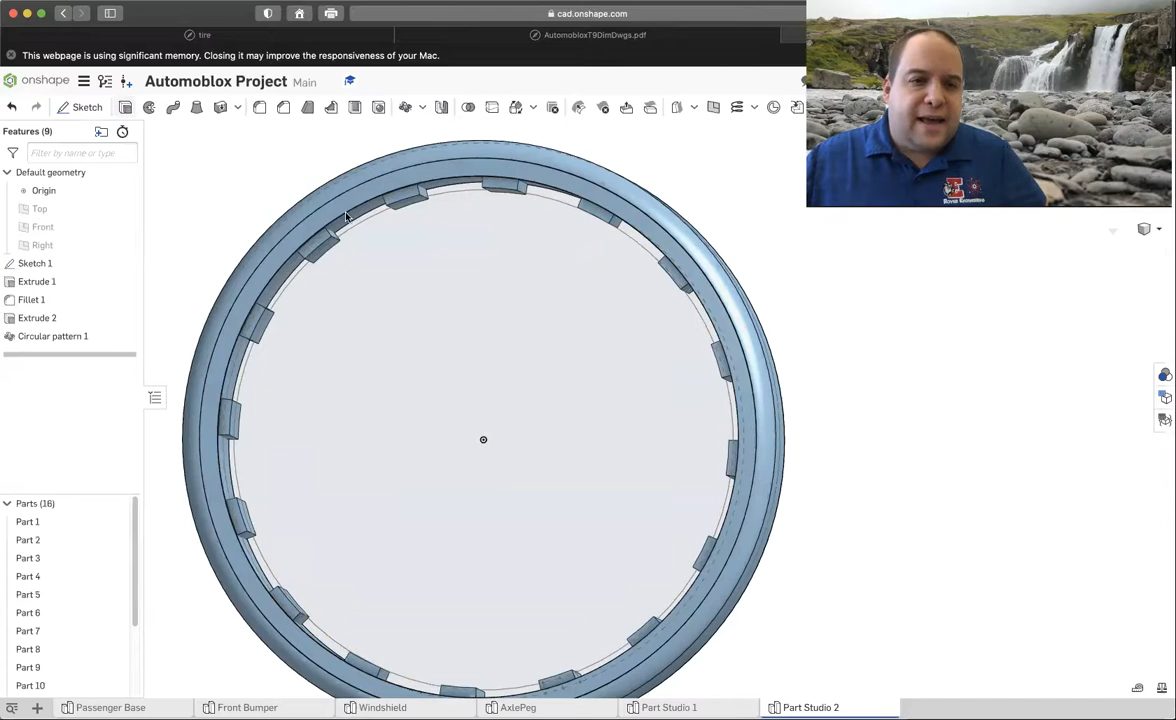 cad.onshape.com
tire
AutomobloxT9DimDwgs.pdf
This webpage is using significant memory. Closing it may improve the responsiveness of your Mac.
onshape
Automoblox Project Main
Sketch
Features (9)
Filter by name or type
Default geometry
Origin
Top
Front
Right
Sketch 1
Extrude 1
Fillet 1
Extrude 2
Circular pattern 1
Parts (16)
Part 1
Part 2
Part 3
Part 4
Part 5
Part 6
Part 7
Part 8
Part 9
Part 10
Passenger Base
Front Bumper
Windshield
AxlePeg
Part Studio 1
Part Studio 2